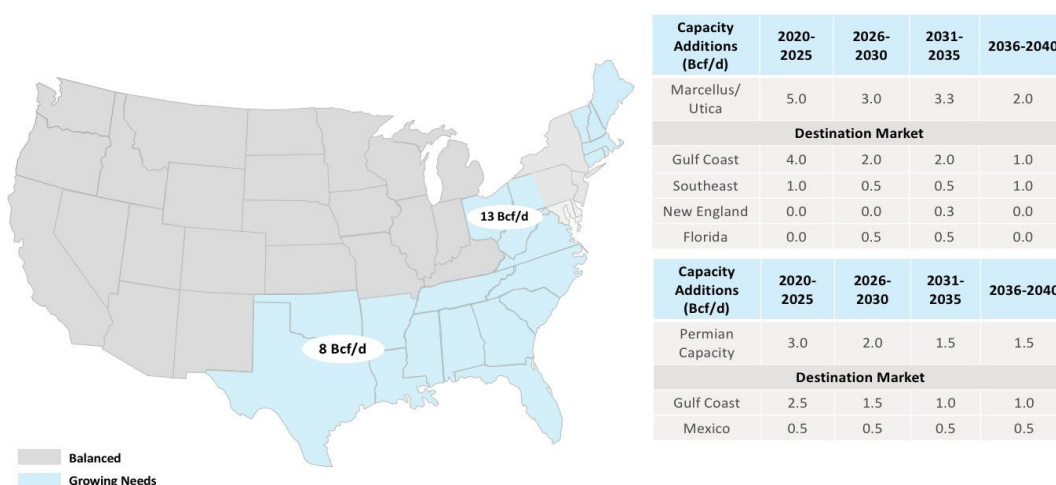 13 Bcf/d
8 Bcf/d
Balanced
Growing Needs
Capacity Additions (Bcf/d) 2020-2025 2026-2030 2031-2035 2036-2040
Marcellus/ Utica 5.0 3.0 3.3 2.0
Destination Market
Gulf Coast 4.0 2.0 2.0 1.0
Southeast 1.0 0.5 0.5 1.0
New England 0.0 0.0 0.3 0.0
Florida 0.0 0.5 0.5 0.0
Capacity Additions (Bcf/d) 2020-2025 2026-2030 2031-2035 2036-2040
Permian Capacity 3.0 2.0 1.5 1.5
Destination Market
Gulf Coast 2.5 1.5 1.0 1.0
Mexico 0.5 0.5 0.5 0.5